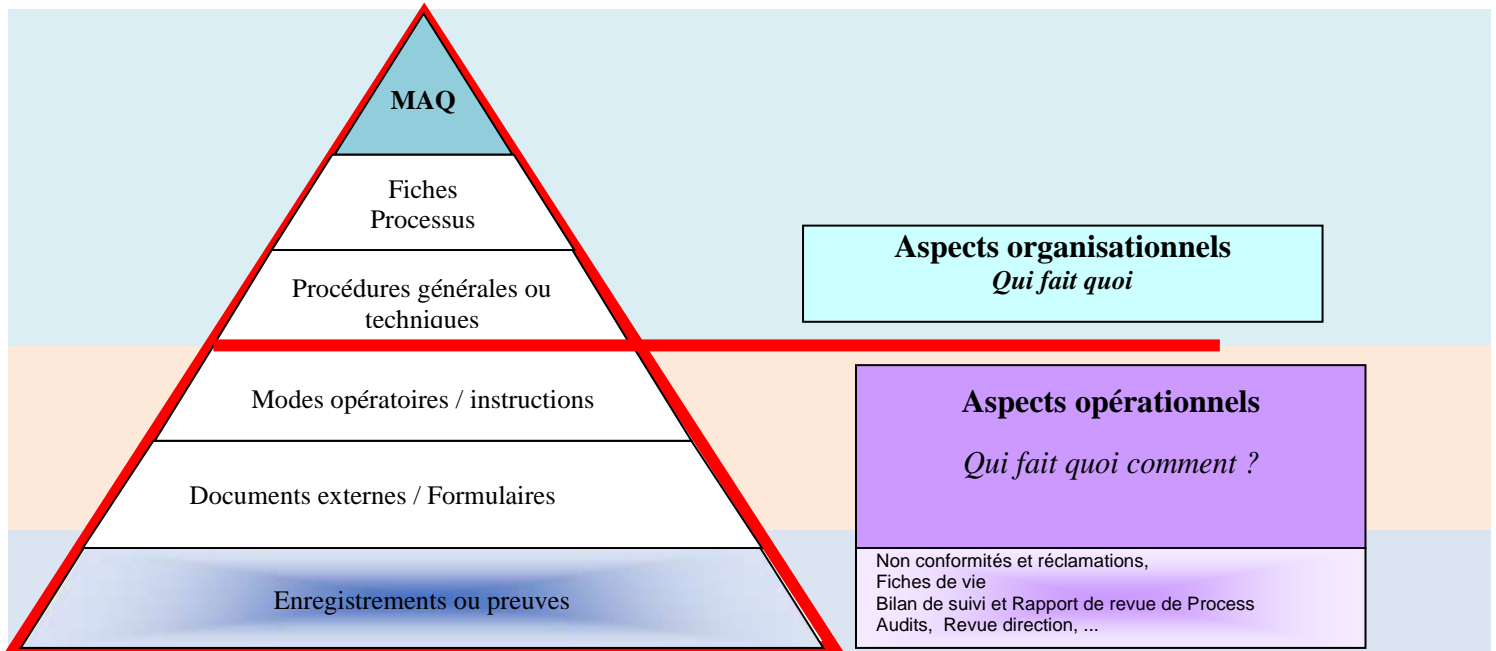 MAQ
Fiches
Processus
Procédures générales ou
techniques
Modes opératoires / instructions
Documents externes / Formulaires
Enregistrements ou preuves
Aspects organisationnels
Qui fait quoi
Aspects opérationnels
Qui fait quoi comment ?
Non conformités et réclamations,
Fiches de vie
Bilan de suivi et Rapport de revue de Process
Audits, Revue direction, ...